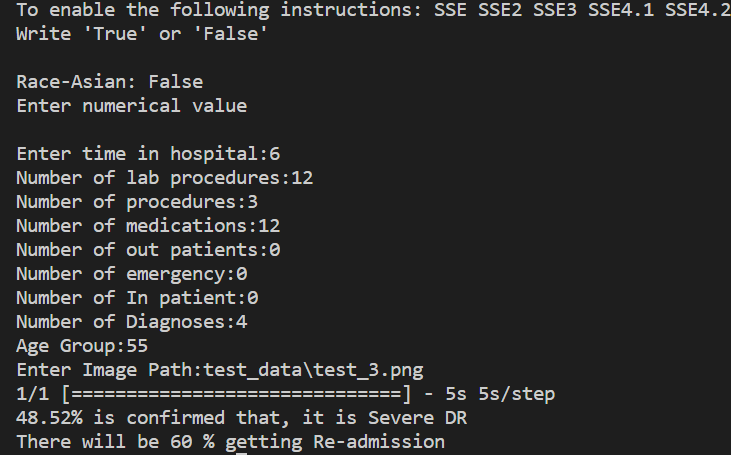 To enable the following instructions: SSE SSE2 SSE3 SSE4.1 SSE4.2
Write 'True' or 'False'
Race-Asian: False
Enter numerical value
Enter time in hospital:6
Number of lab procedures:12
Number of procedures:3
Number of medications:12
Number of out patients:0
Number of emergency:0
Number of In patient:0
Number of Diagnoses:4
Age Group:55
Enter Image Path:test_data\test_3.png
1/1 [==============================] - 5s 5s/step
48.52% is confirmed that, it is Severe DR
There will be 60 % getting Re-admission